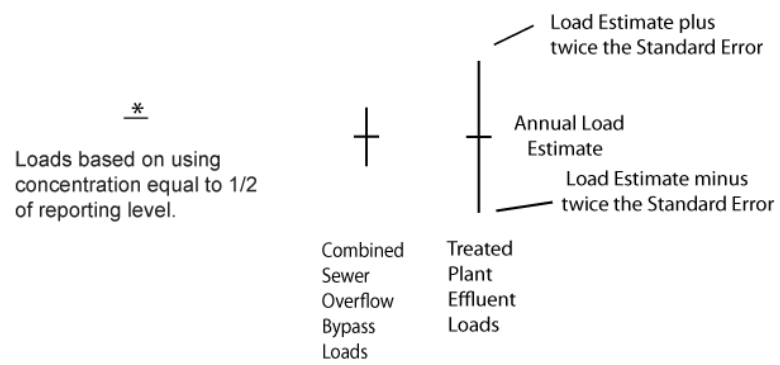 *
Loads based on using
concentration equal to 1/2
of reporting level.
Load Estimate plus
twice the Standard Error
Annual Load
Estimate
Load Estimate minus
twice the Standard Error
Combined
Sewer
Overflow
Bypass
Loads
Treated
Plant
Effluent
Loads